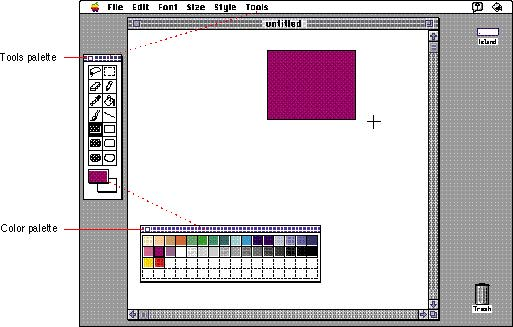 File Edit Font Size Style Tools
untitled
Island
Tools palette
Color palette
Trash